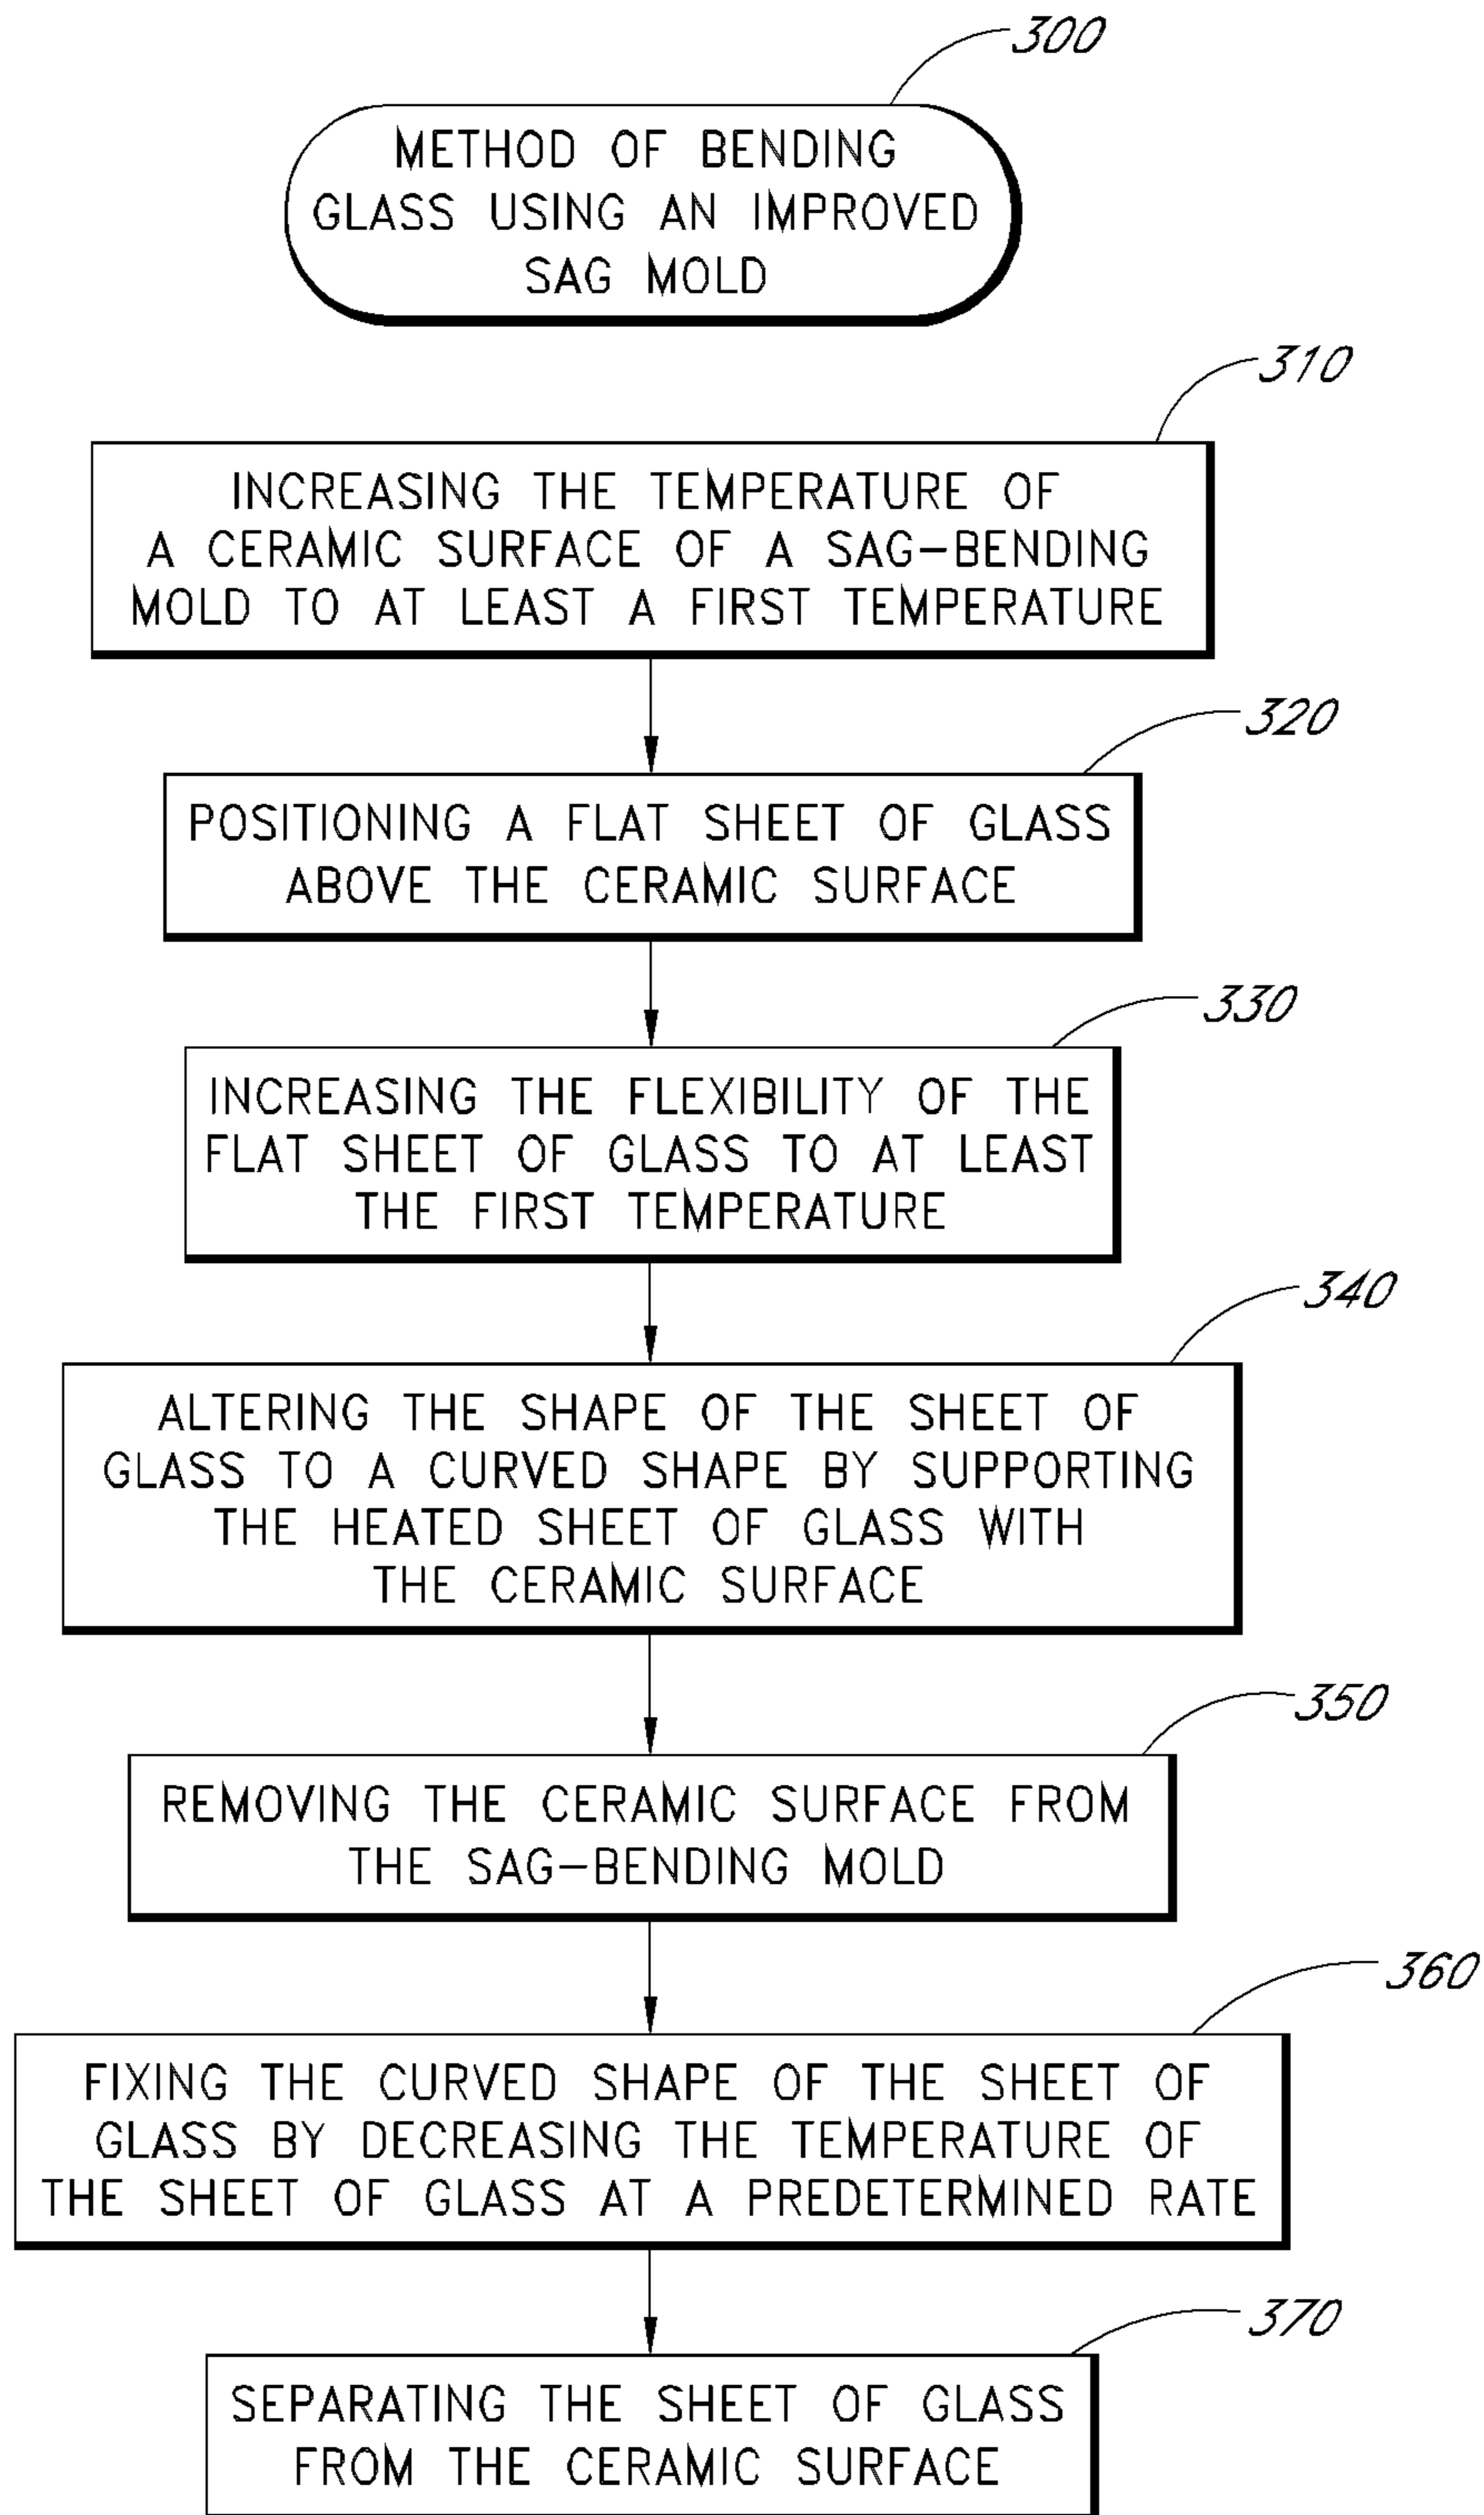 300
METHOD OF BENDING
GLASS USING AN IMPROVED
SAG MOLD
310
INCREASING THE TEMPERATURE OF
A CERAMIC SURFACE OF A SAG-BENDING
MOLD TO AT LEAST A FIRST TEMPERATURE
320
POSITIONING A FLAT SHEET OF GLASS
ABOVE THE CERAMIC SURFACE
330
INCREASING THE FLEXIBILITY OF THE
FLAT SHEET OF GLASS TO AT LEAST
THE FIRST TEMPERATURE
340
ALTERING THE SHAPE OF THE SHEET OF
GLASS TO A CURVED SHAPE BY SUPPORTING
THE HEATED SHEET OF GLASS WITH
THE CERAMIC SURFACE
350
REMOVING THE CERAMIC SURFACE FROM
THE SAG-BENDING MOLD
360
FIXING THE CURVED SHAPE OF THE SHEET OF
GLASS BY DECREASING THE TEMPERATURE OF
THE SHEET OF GLASS AT A PREDETERMINED RATE
370
SEPARATING THE SHEET OF GLASS
FROM THE CERAMIC SURFACE